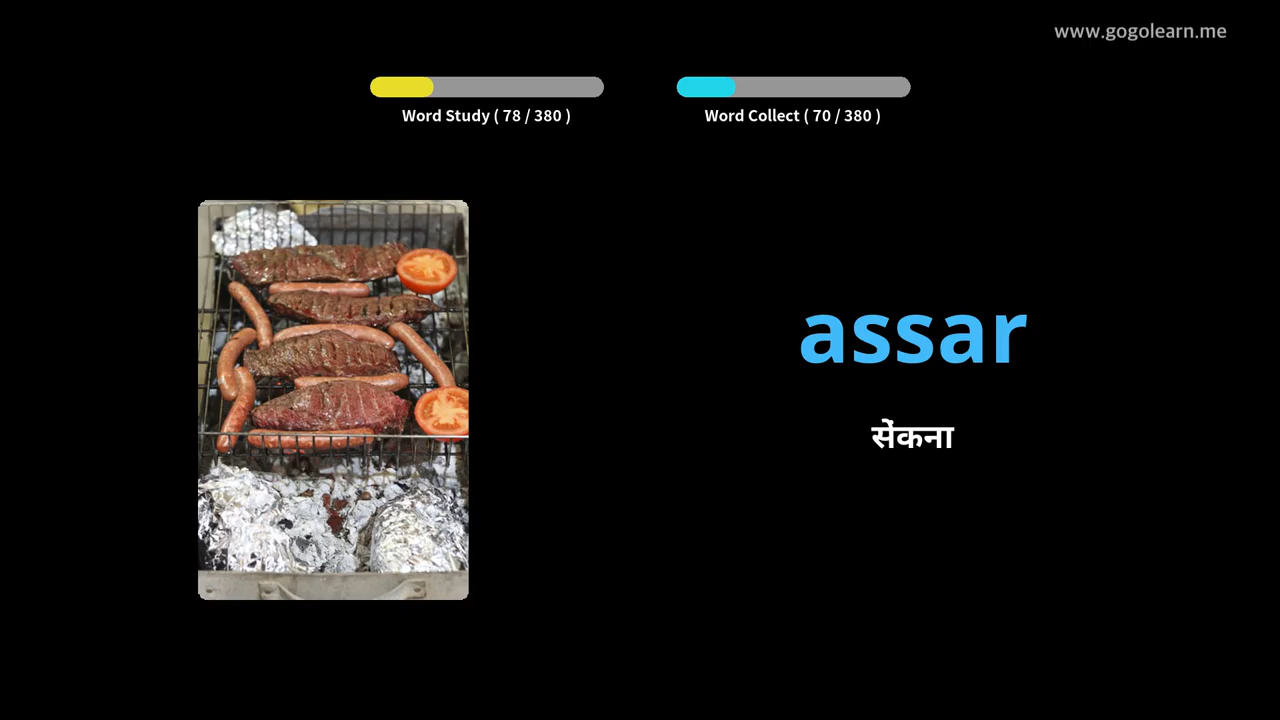 www.gogolearn.me
Word Study ( 78 / 380 )
Word Collect ( 70 / 380 )
assar
सेंकना